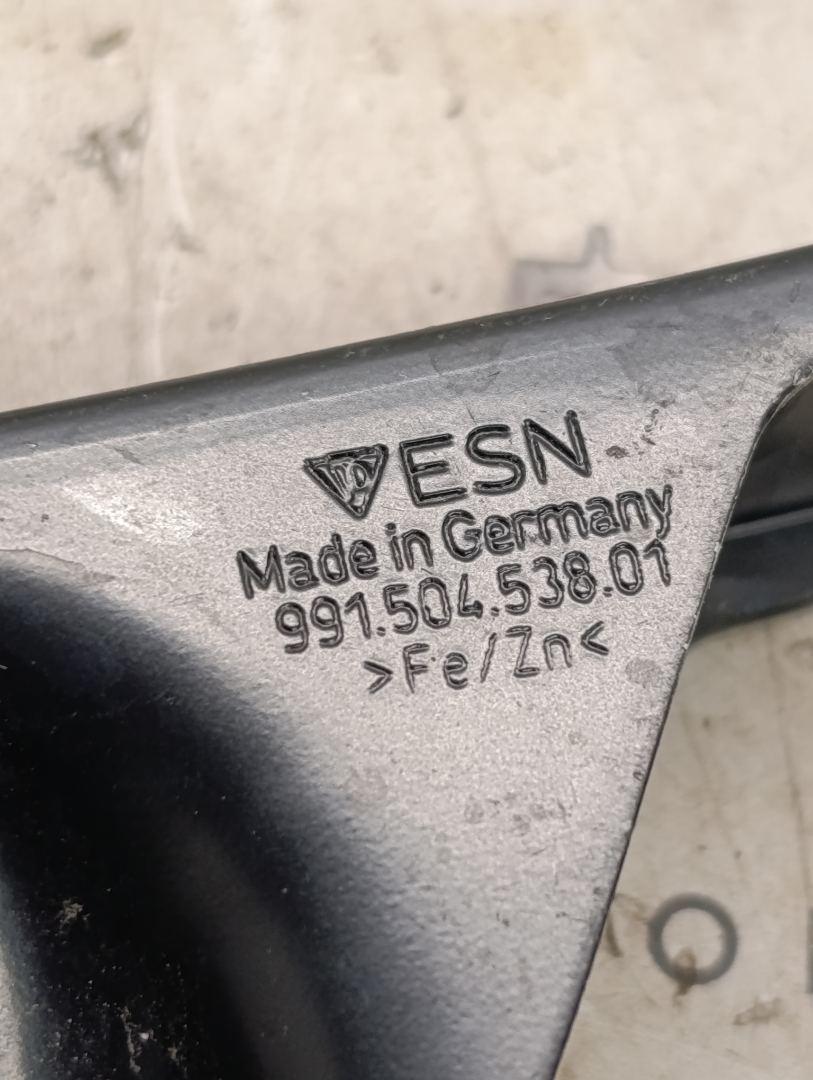 ESN
Made in Germany
991.504.538.01
>Fe/Zn<